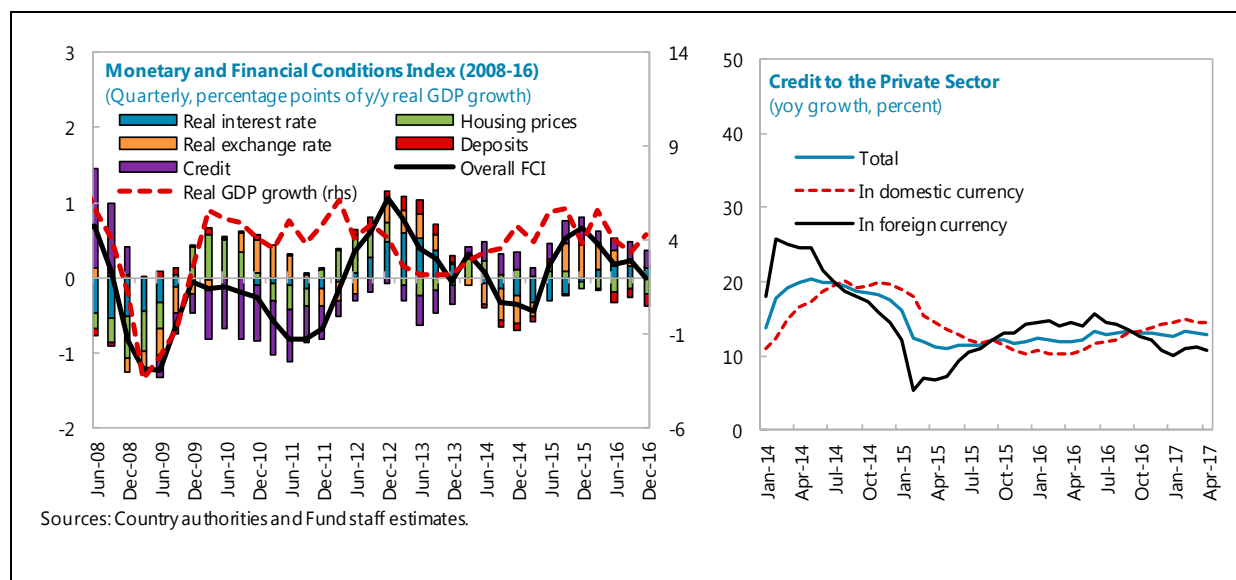 Monetary and Financial Conditions Index (2008-16)
(Quarterly, percentage points of y/y real GDP growth)
Real interest rate
Housing prices
Real exchange rate
Deposits
Credit
Overall FCI
Real GDP growth (rhs)
3
2
1
0
-1
-2
14
9
4
-1
-6
Jun-08
Dec-08
Jun-09
Dec-09
Jun-10
Dec-10
Jun-11
Dec-11
Jun-12
Dec-12
Jun-13
Dec-13
Jun-14
Dec-14
Jun-15
Dec-15
Jun-16
Dec-16
Credit to the Private Sector
(yoy growth, percent)
Total
In domestic currency
In foreign currency
50
40
30
20
10
0
Jan-14
Apr-14
Jul-14
Oct-14
Jan-15
Apr-15
Jul-15
Oct-15
Jan-16
Apr-16
Jul-16
Oct-16
Jan-17
Apr-17
Sources: Country authorities and Fund staff estimates.